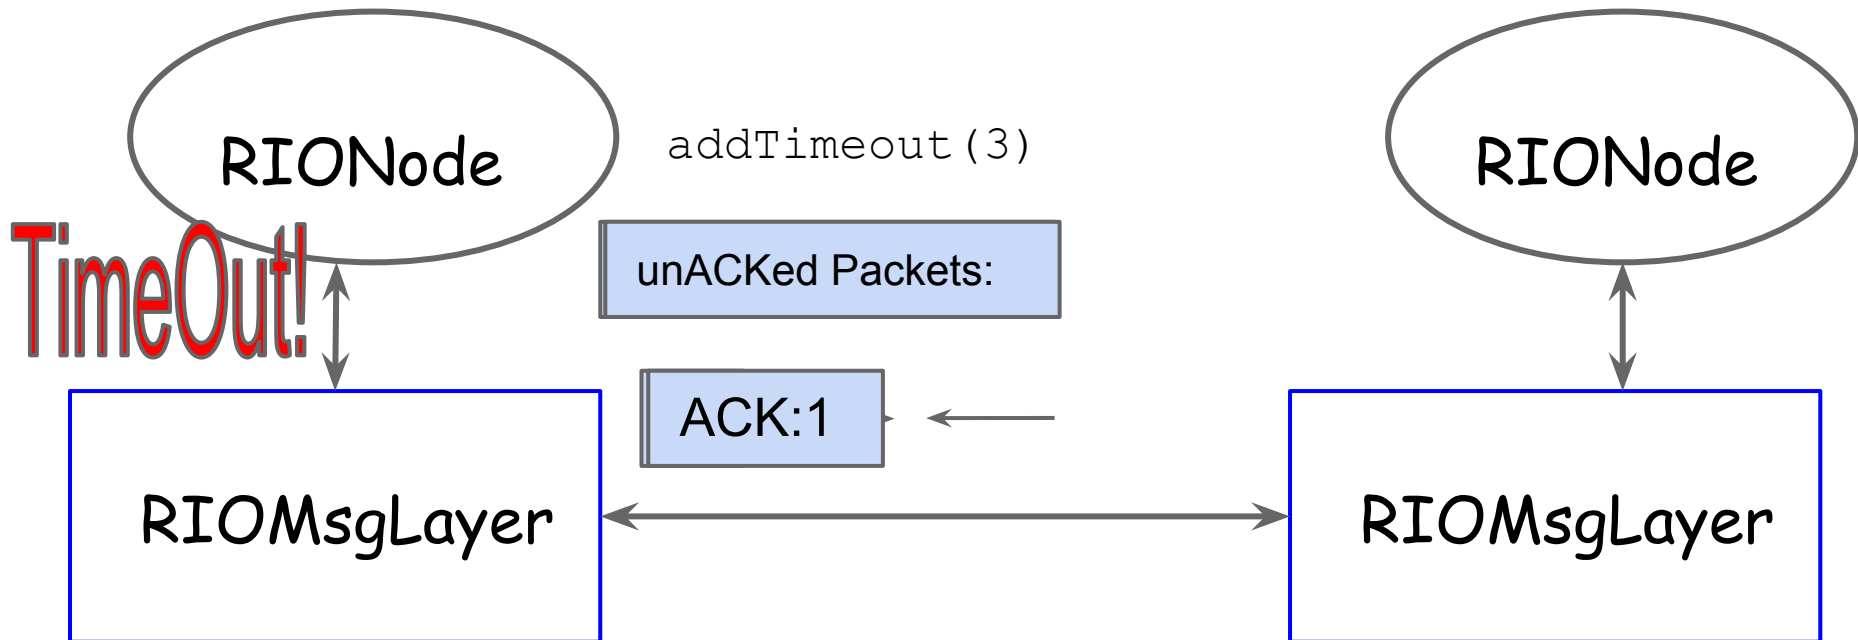 RIONode
addTimeout(3)
RIONode
TimeOut!
unACKed Packets:
ACK:1
RIOMsgLayer
RIOMsgLayer